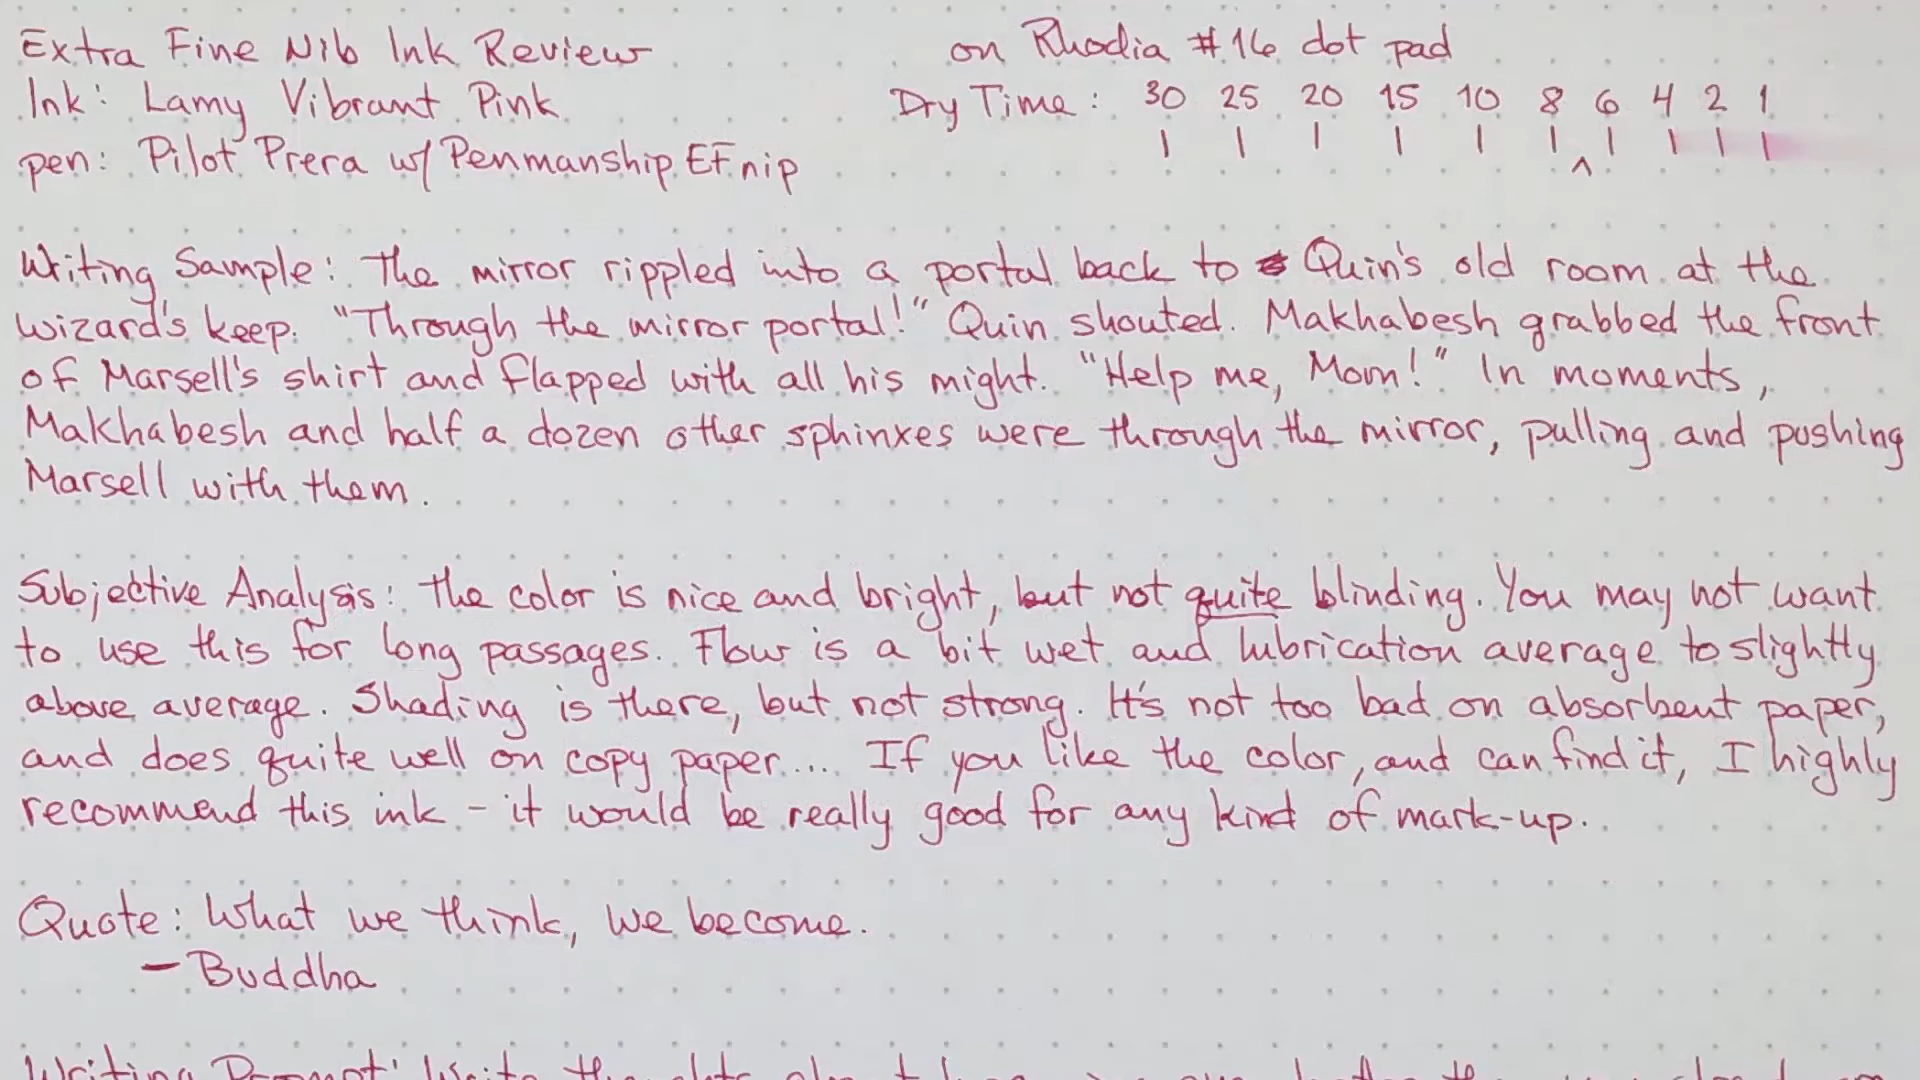 Extra Fine Nib Ink Review
on Rhodia #16 dot pad
Ink: Lamy Vibrant Pink
Dry Time: 30 25 20 15 10 8 6 4 2 1
pen: Pilot Prera w/ Penmanship EF nip
Writing Sample: The mirror rippled into a portal back to Quin's old room at the
wizard's keep. "Through the mirror portal!" Quin shouted. Makhabesh grabbed the front
of Marsell's shirt and flapped with all his might. "Help me, Mom!" In moments,
Makhabesh and half a dozen other sphinxes were through the mirror, pulling and pushing
Marsell with them.
Subjective Analysis: The color is nice and bright, but not quite blinding. You may not want
to use this for long passages. Flow is a bit wet and lubrication average to slightly
above average. Shading is there, but not strong. It's not too bad on absorbent paper,
and does quite well on copy paper.... If you like the color, and can find it, I highly
recommend this ink - it would be really good for any kind of mark-up.
Quote: What we think, we become.
- Buddha
Writing Prompt: Write thoughts